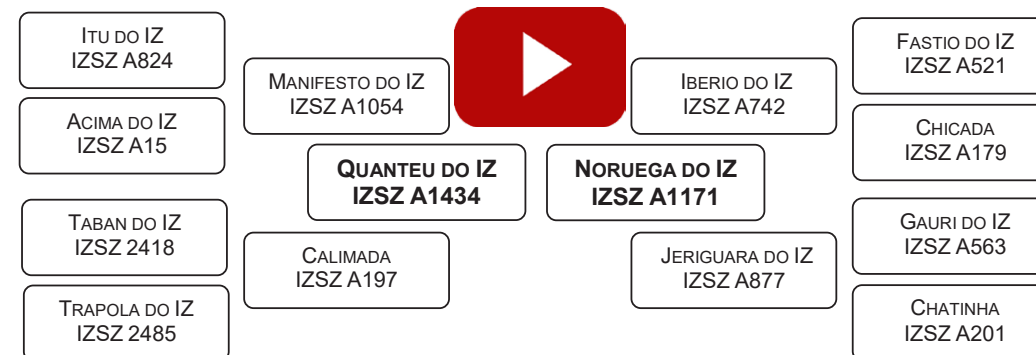 ITU DO IZ
IZSZ A824
ACIMA DO IZ
IZSZ A15
TABAN DO IZ
IZSZ 2418
TRAPOLA DO IZ
IZSZ 2485
MANIFESTO DO IZ
IZSZ A1054
CALIMADA
IZSZ A197
QUANTEU DO IZ
IZSZ A1434
NORUEGA DO IZ
IZSZ A1171
IBERIO DO IZ
IZSZ A742
JERIGUARA DO IZ
IZSZ A877
FASTIO DO IZ
IZSZ A521
CHICADA
IZSZ A179
GAURI DO IZ
IZSZ A563
CHATINHA
IZSZ A201